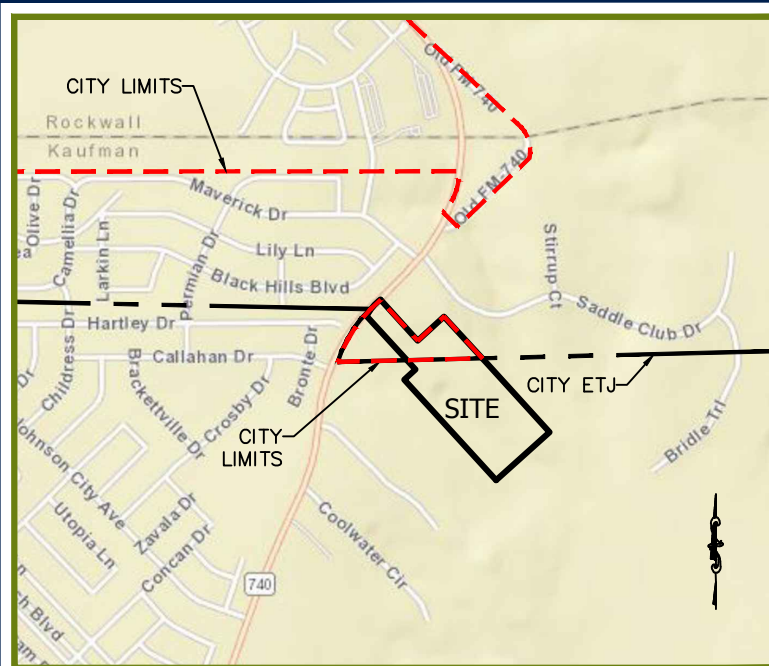 Old FM-740
CITY LIMITS
Rockwall
Kaufman
Old FM-740
Olive Dr
Camellia Dr
Maverick Dr
Larkin Ln
Lily Ln
Permian Dr
Black Hills Blvd
Stirrup Ct
Saddle Club Dr
Hartley Dr
Childress Dr
Callahan Dr
Bronte Dr
Brackettville Dr
Crosby Dr
CITY ETJ
SITE
CITY
LIMITS
Bridle Trl
Johnson City Ave
Zavala Dr
Utopia Ln
Concan Dr
Coolwater Cir
740